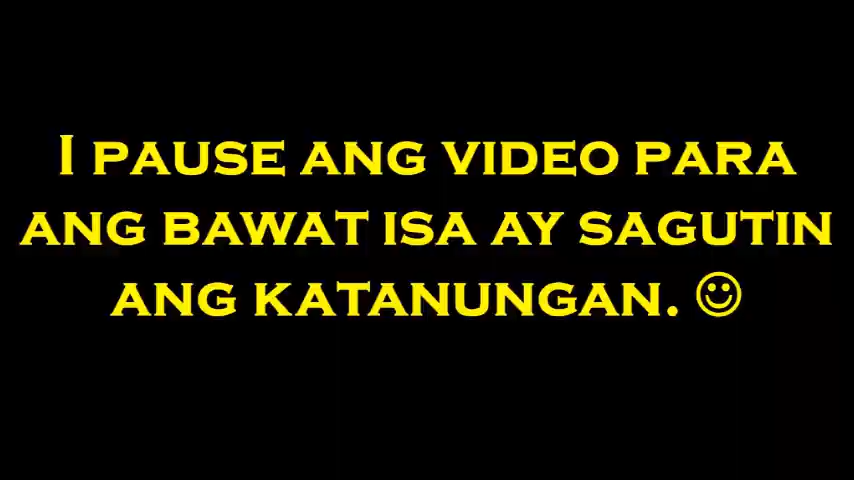 I PAUSE ANG VIDEO PARA
ANG BAWAT ISA AY SAGUTIN
ANG KATANUNGAN. ☺